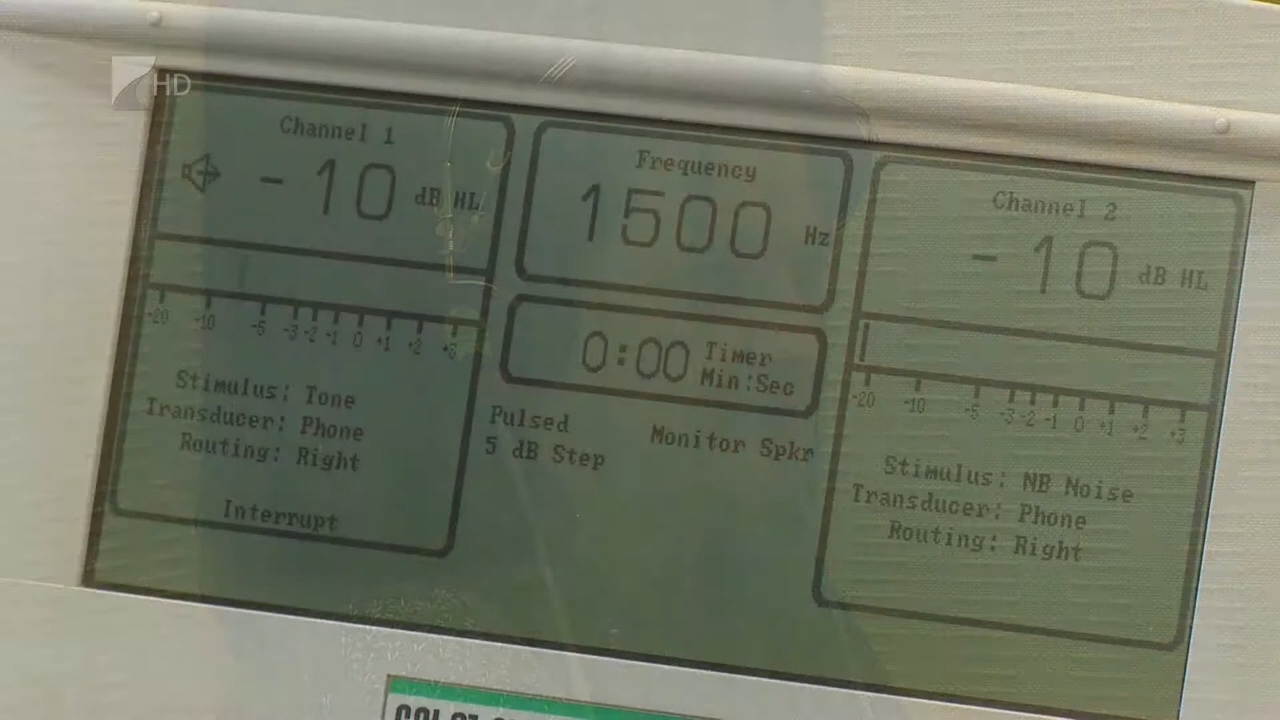 HD
Channel 1
- 10 dB HL
-20 -10 -5 -3 -2 -1 0 +1 +2 +3
Stimulus: Tone
Transducer: Phone
Routing: Right
Interrupt
Frequency
1500 Hz
0:00 Timer
Min:Sec
Pulsed
5 dB Step
Monitor Spkr
Channel 2
- 10 dB HL
-20 -10 -5 -3 -2 -1 0 +1 +2 +3
Stimulus: NB Noise
Transducer: Phone
Routing: Right